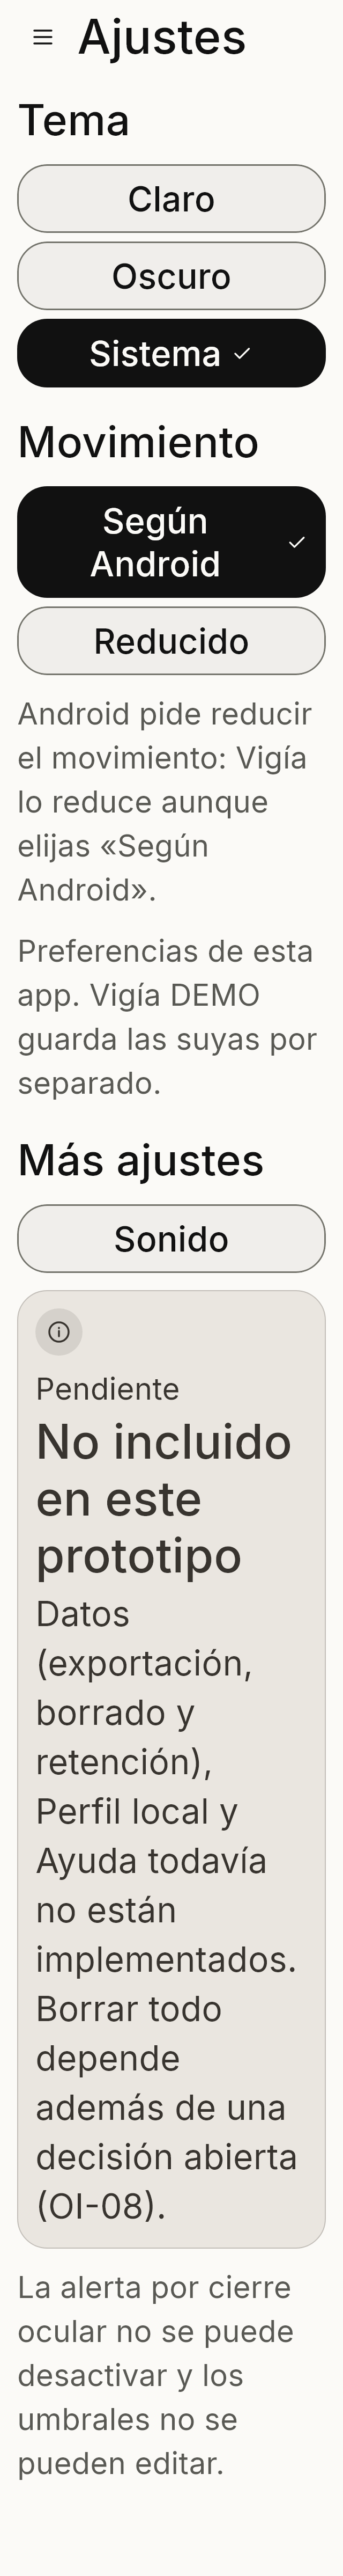 Ajustes
Tema
Claro
Oscuro
Sistema
Movimiento
Según
Android
Reducido
Android pide reducir
el movimiento: Vigía
lo reduce aunque
elijas «Según
Android».
Preferencias de esta
app. Vigía DEMO
guarda las suyas por
separado.
Más ajustes
Sonido
Pendiente
No incluido
en este
prototipo
Datos
(exportación,
borrado y
retención),
Perfil local y
Ayuda todavía
no están
implementados.
Borrar todo
depende
además de una
decisión abierta
(OI-08).
La alerta por cierre
ocular no se puede
desactivar y los
umbrales no se
pueden editar.